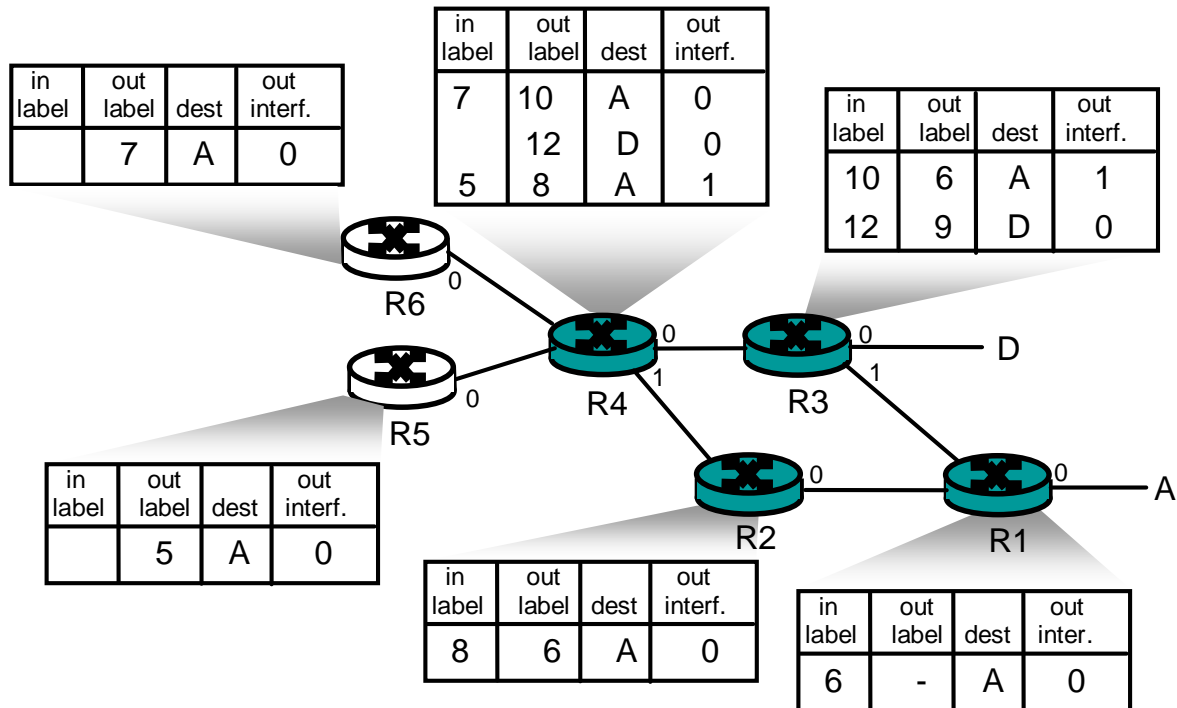 in label | out label | dest | out interf.
7 | 10 | A | 0
12 | D | 0
5 | 8 | A | 1
in label | out label | dest | out interf.
7 | A | 0
in label | out label | dest | out interf.
10 | 6 | A | 1
12 | 9 | D | 0
R6
0
R5
0
R4
0
1
R3
0
1
D
R2
0
R1
0
A
in label | out label | dest | out interf.
5 | A | 0
in label | out label | dest | out interf.
8 | 6 | A | 0
in label | out label | dest | out inter.
6 | - | A | 0